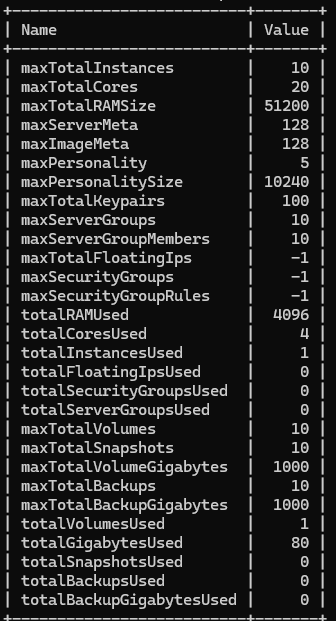 Name | Value
maxTotalInstances | 10
maxTotalCores | 20
maxTotalRAMSize | 51200
maxServerMeta | 128
maxImageMeta | 128
maxPersonality | 5
maxPersonalitySize | 10240
maxTotalKeypairs | 100
maxServerGroups | 10
maxServerGroupMembers | 10
maxTotalFloatingIps | -1
maxSecurityGroups | -1
maxSecurityGroupRules | -1
totalRAMUsed | 4096
totalCoresUsed | 4
totalInstancesUsed | 1
totalFloatingIpsUsed | 0
totalSecurityGroupsUsed | 0
totalServerGroupsUsed | 0
maxTotalVolumes | 10
maxTotalSnapshots | 10
maxTotalVolumeGigabytes | 1000
maxTotalBackups | 10
maxTotalBackupGigabytes | 1000
totalVolumesUsed | 1
totalGigabytesUsed | 80
totalSnapshotsUsed | 0
totalBackupsUsed | 0
totalBackupGigabytesUsed | 0